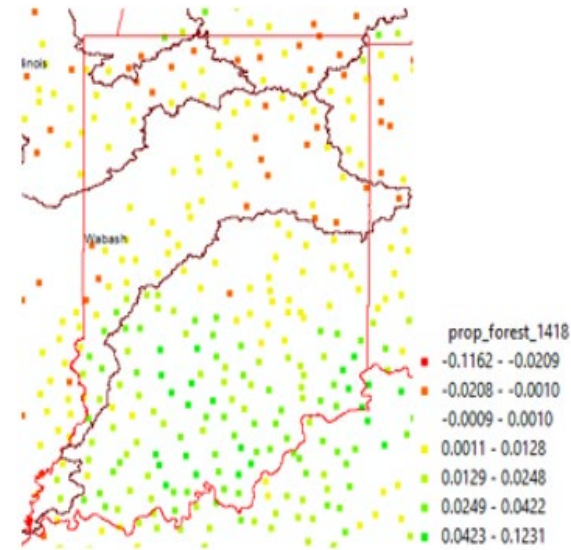 linois
Wabash
prop_forest_1418
-0.1162 - -0.0209
-0.0208 - -0.0010
-0.0009 - 0.0010
0.0011 - 0.0128
0.0129 - 0.0248
0.0249 - 0.0422
0.0423 - 0.1231